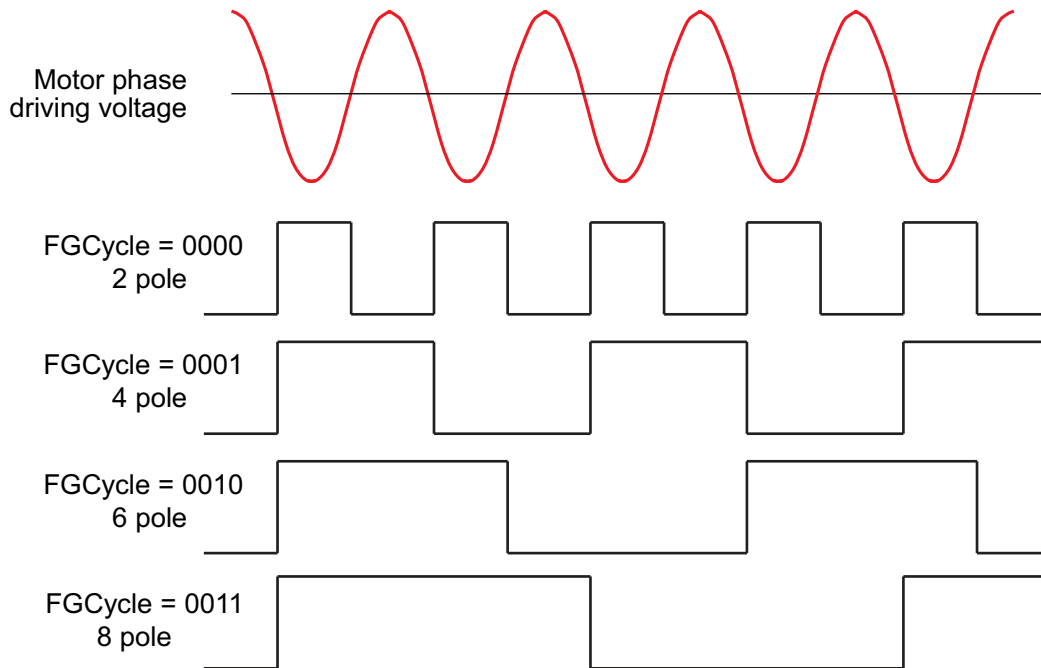 Motor phase
driving voltage
FGCycle = 0000
2 pole
FGCycle = 0001
4 pole
FGCycle = 0010
6 pole
FGCycle = 0011
8 pole